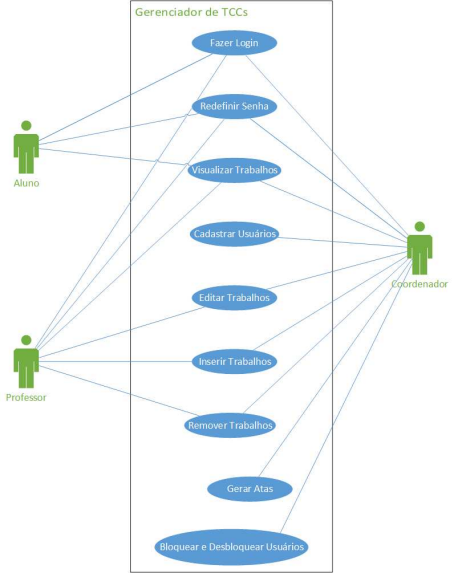 Gerenciador de TCCs
Fazer Login
Redefinir Senha
Aluno
Visualizar Trabalhos
Cadastrar Usuários
Coordenador
Editar Trabalhos
Inserir Trabalhos
Professor
Remover Trabalhos
Gerar Atas
Bloquear e Desbloquear Usuários